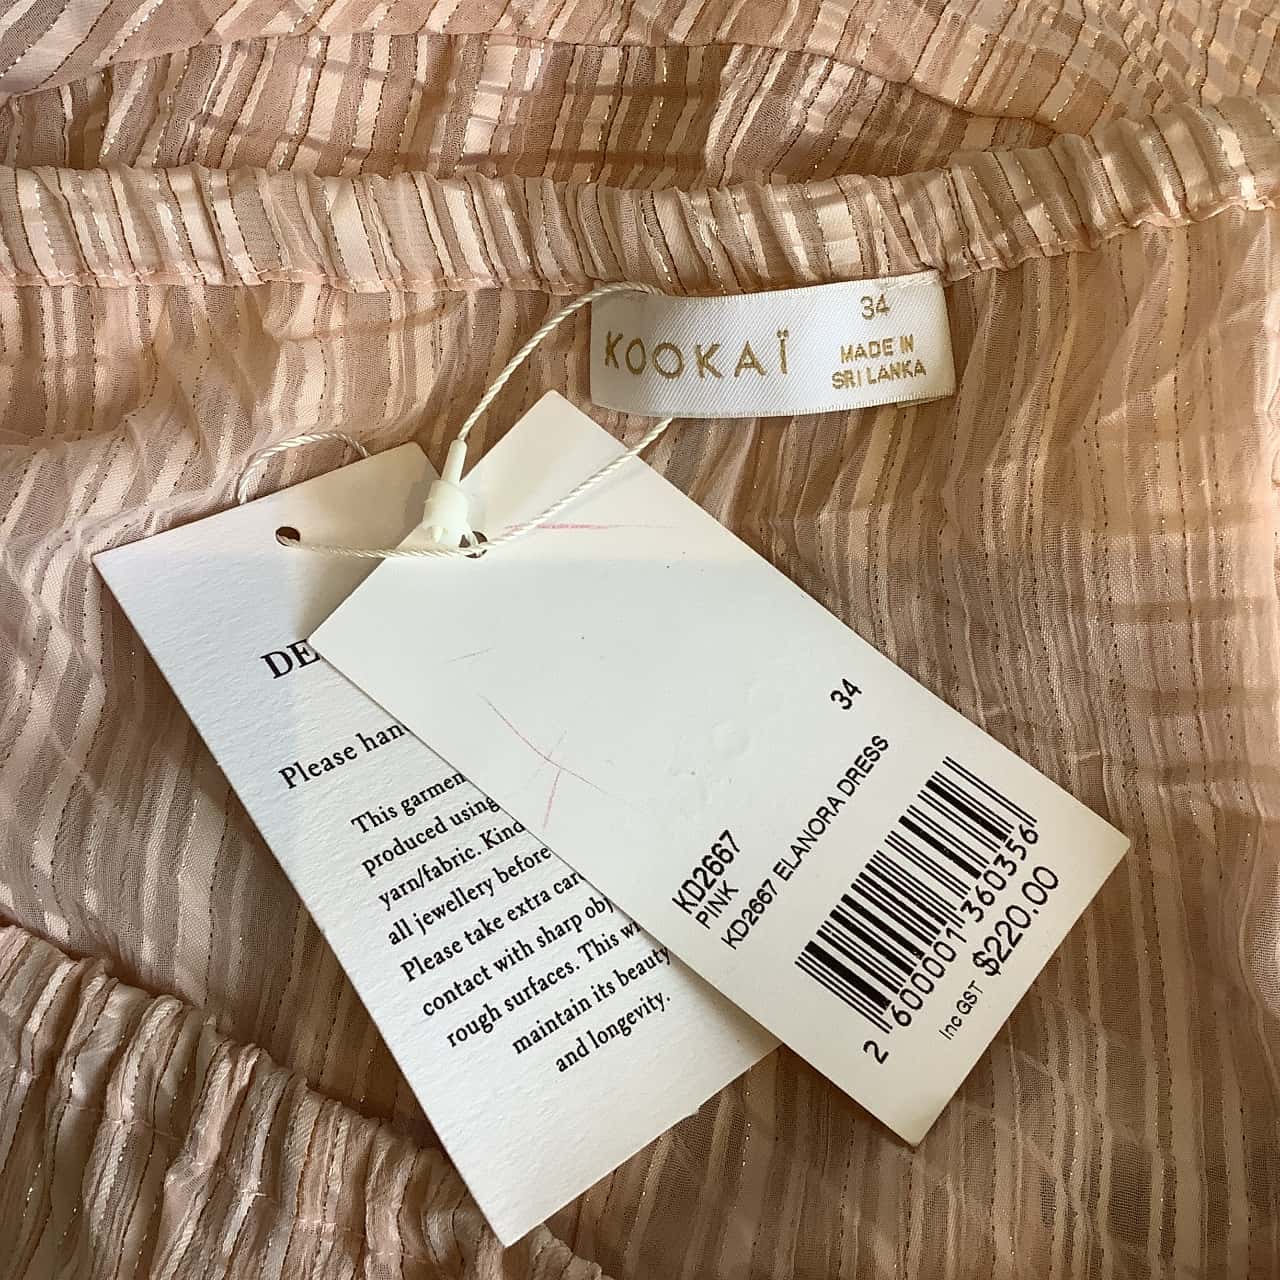 KOOKAÏ
34
MADE IN
SRI LANKA
DE
Please han
This garmen
produced using
yarn/fabric. Kind
all jewellery before
Please take extra car
contact with sharp obj
rough surfaces. This wi
maintain its beauty
and longevity.
34
KD2667
PINK
KD2667 ELANORA DRESS
2 600001 360356
Inc GST $220.00